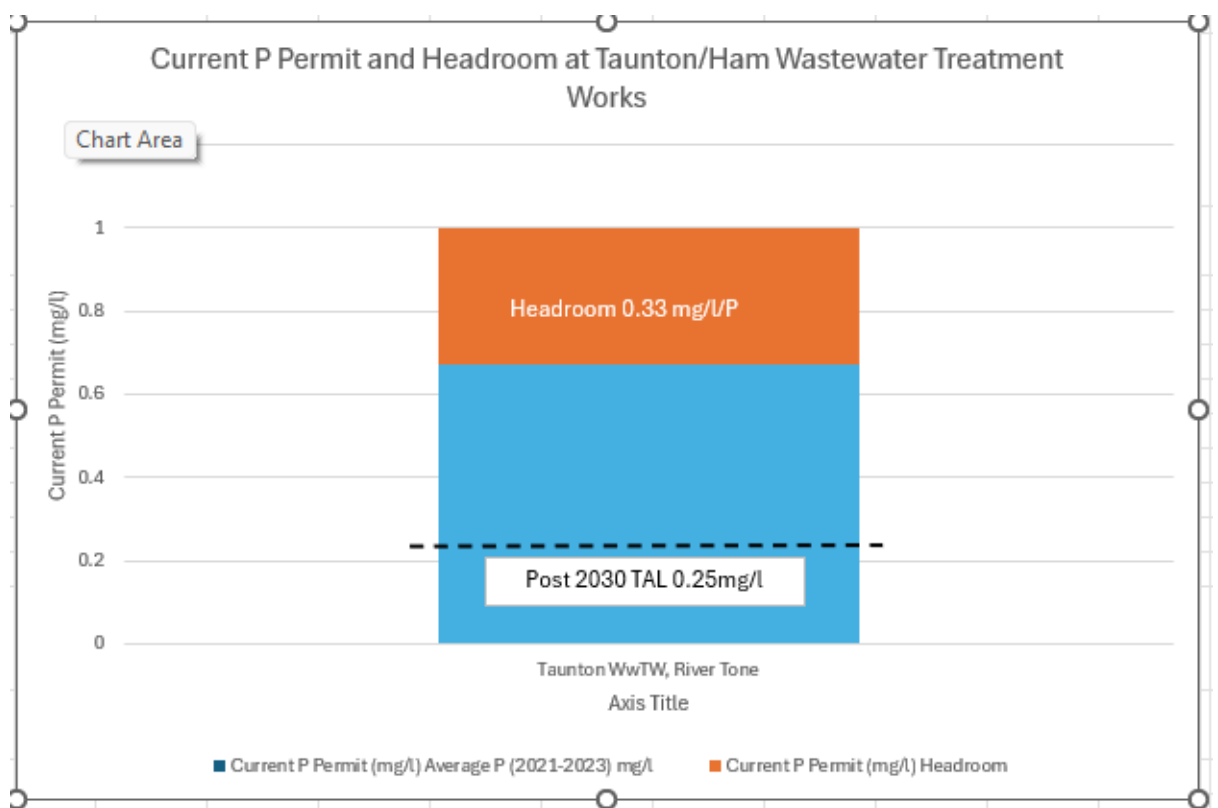 Current P Permit and Headroom at Taunton/Ham Wastewater Treatment
Works
Chart Area
1
Headroom 0.33 mg/l/P
0.8
0.6
Current P Permit (mg/l)
0.4
0.2
Post 2030 TAL 0.25mg/l
0
Taunton WwTW, River Tone
Axis Title
Current P Permit (mg/l) Average P (2021-2023) mg/l
Current P Permit (mg/l) Headroom